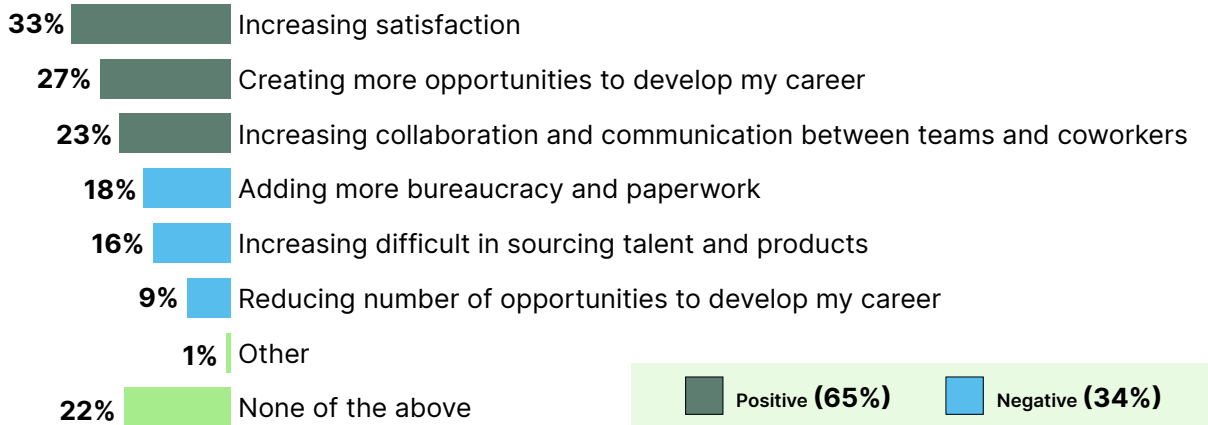 33% Increasing satisfaction
27% Creating more opportunities to develop my career
23% Increasing collaboration and communication between teams and coworkers
18% Adding more bureaucracy and paperwork
16% Increasing difficult in sourcing talent and products
9% Reducing number of opportunities to develop my career
1% Other
22% None of the above
Positive (65%) Negative (34%)